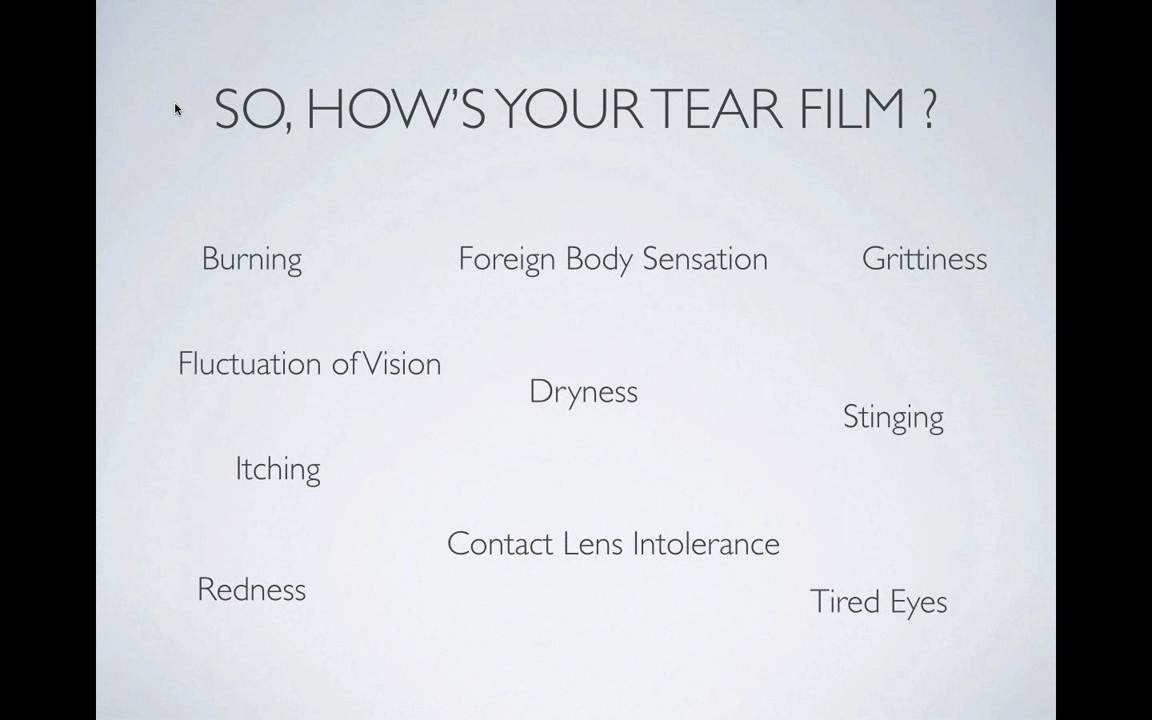 SO, HOW'S YOUR TEAR FILM ?
Burning
Foreign Body Sensation
Grittiness
Fluctuation of Vision
Dryness
Stinging
Itching
Contact Lens Intolerance
Redness
Tired Eyes